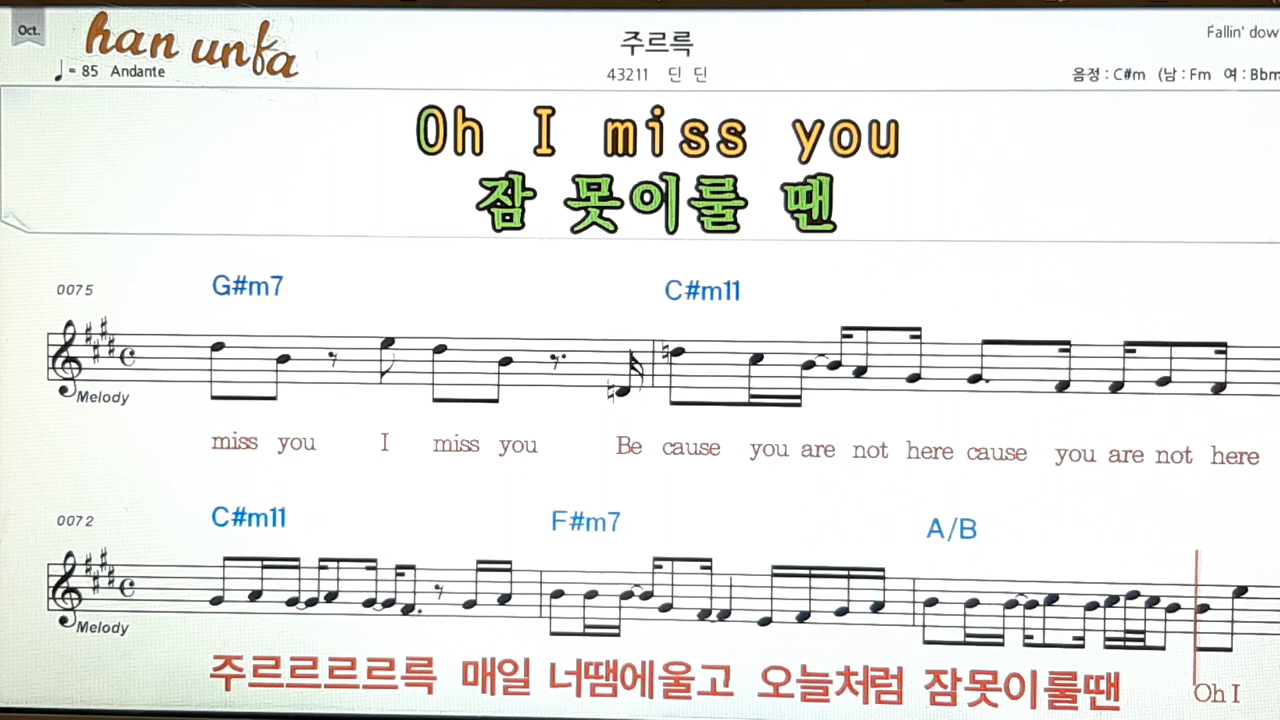 Oct.
han unfa
주르륵
Fallin' dow
♩= 85 Andante
43211 딘 딘
음정 : C#m (남 : Fm 여 : Bbm
Oh I miss you
잠 못이룰 땐
0075
G#m7
C#m11
Melody
miss you I miss you Be cause you are not here cause you are not here
0072
C#m11
F#m7
A/B
Melody
주르르르르륵 매일 너땜에울고 오늘처럼 잠못이룰땐 Oh I